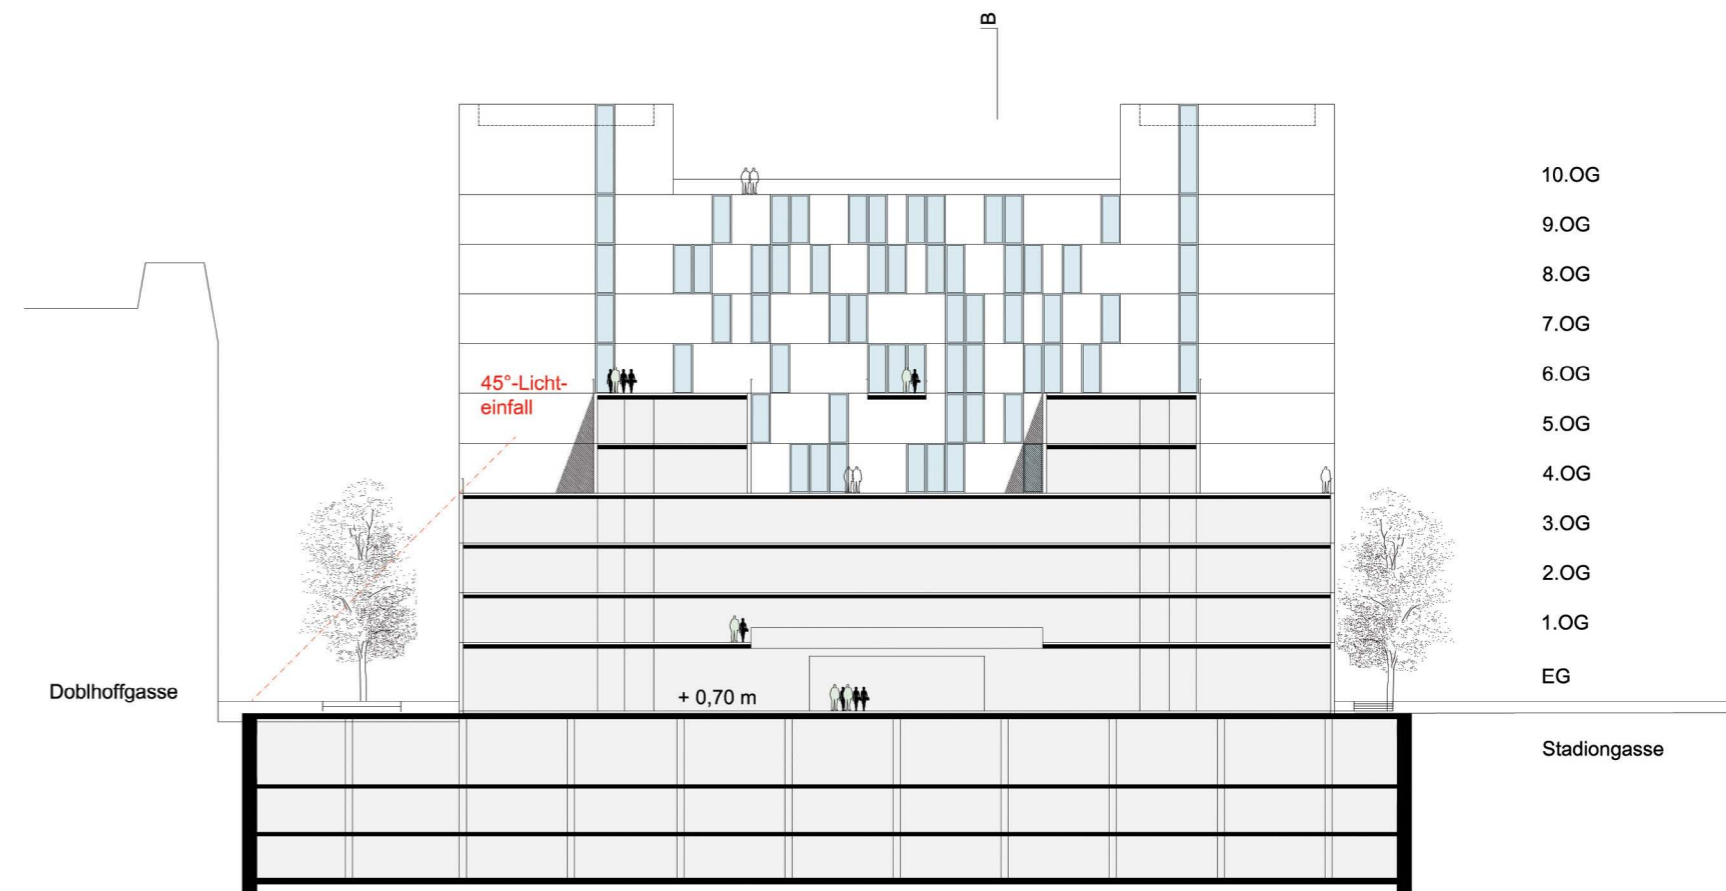 B
10.OG
9.OG
8.OG
7.OG
6.OG
45°-Licht-
einfall
5.OG
4.OG
3.OG
2.OG
1.OG
EG
Doblhoffgasse
+ 0,70 m
Stadiongasse